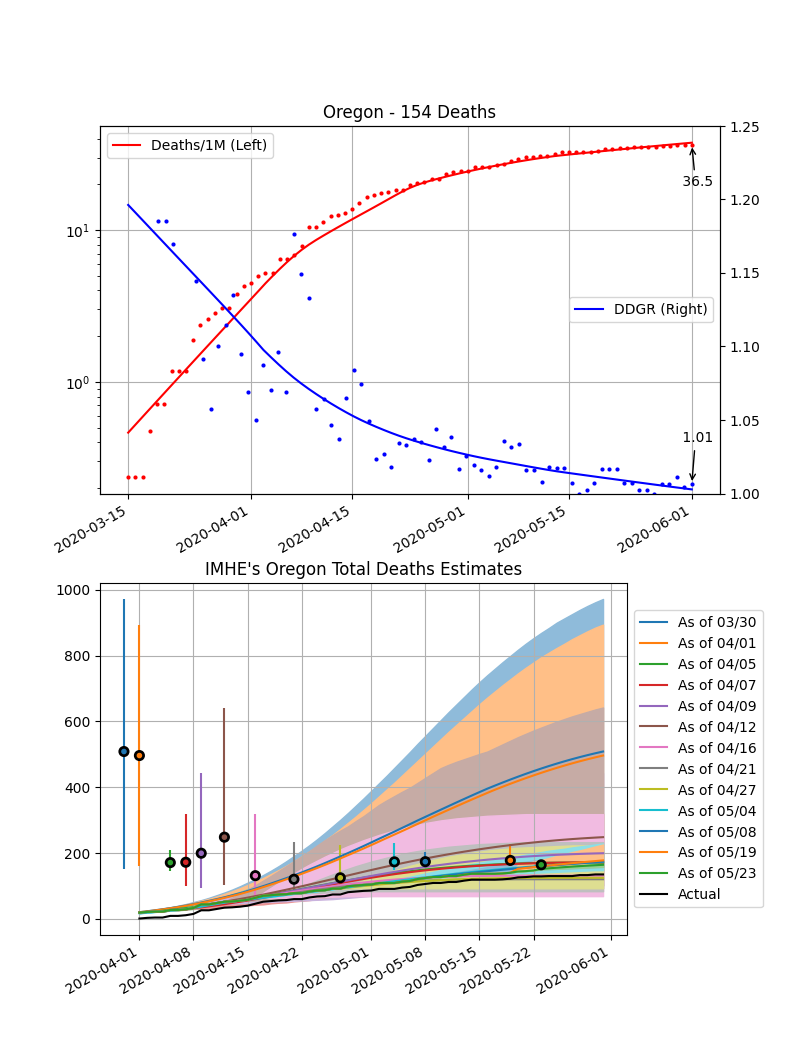 Oregon - 154 Deaths
Deaths/1M (Left)
DDGR (Right)
36.5
1.01
10^1
10^0
1.25
1.20
1.15
1.10
1.05
1.00
2020-03-15
2020-04-01
2020-04-15
2020-05-01
2020-05-15
2020-06-01
IMHE's Oregon Total Deaths Estimates
1000
800
600
400
200
0
2020-04-01
2020-04-08
2020-04-15
2020-04-22
2020-05-01
2020-05-08
2020-05-15
2020-05-22
2020-06-01
As of 03/30
As of 04/01
As of 04/05
As of 04/07
As of 04/09
As of 04/12
As of 04/16
As of 04/21
As of 04/27
As of 05/04
As of 05/08
As of 05/19
As of 05/23
Actual